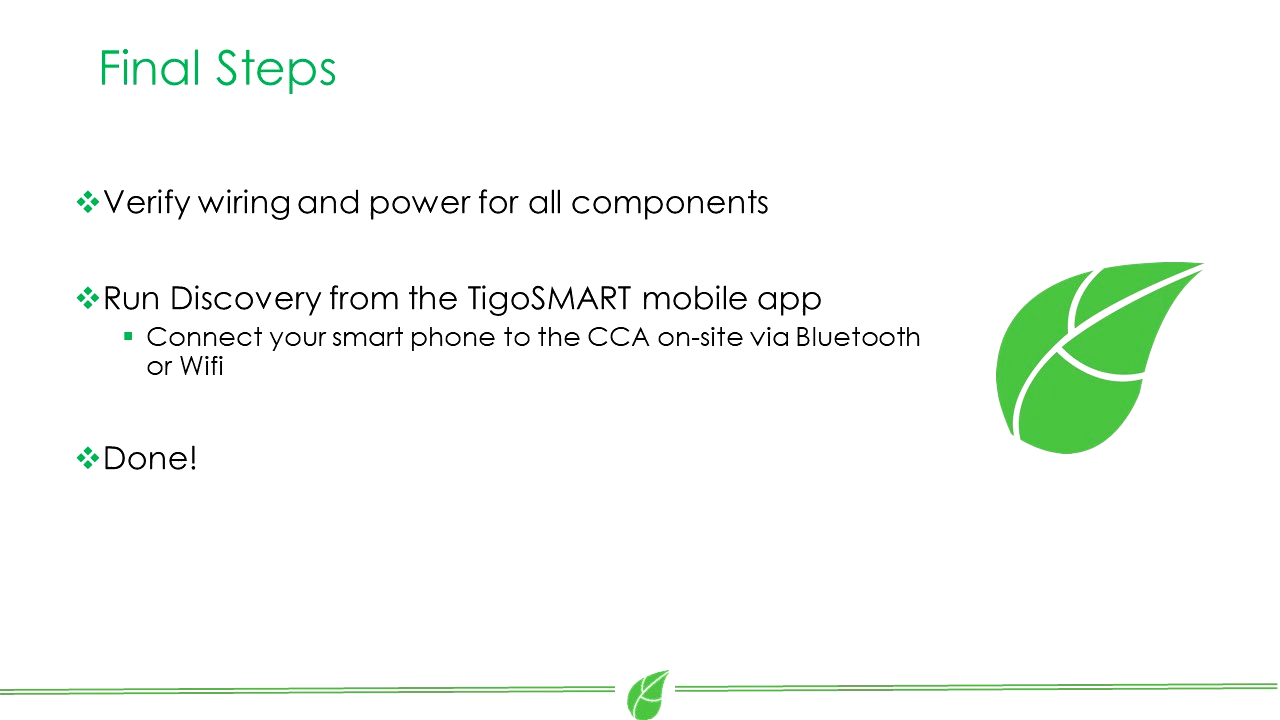 Final Steps
Verify wiring and power for all components
Run Discovery from the TigoSMART mobile app
Connect your smart phone to the CCA on-site via Bluetooth
or Wifi
Done!